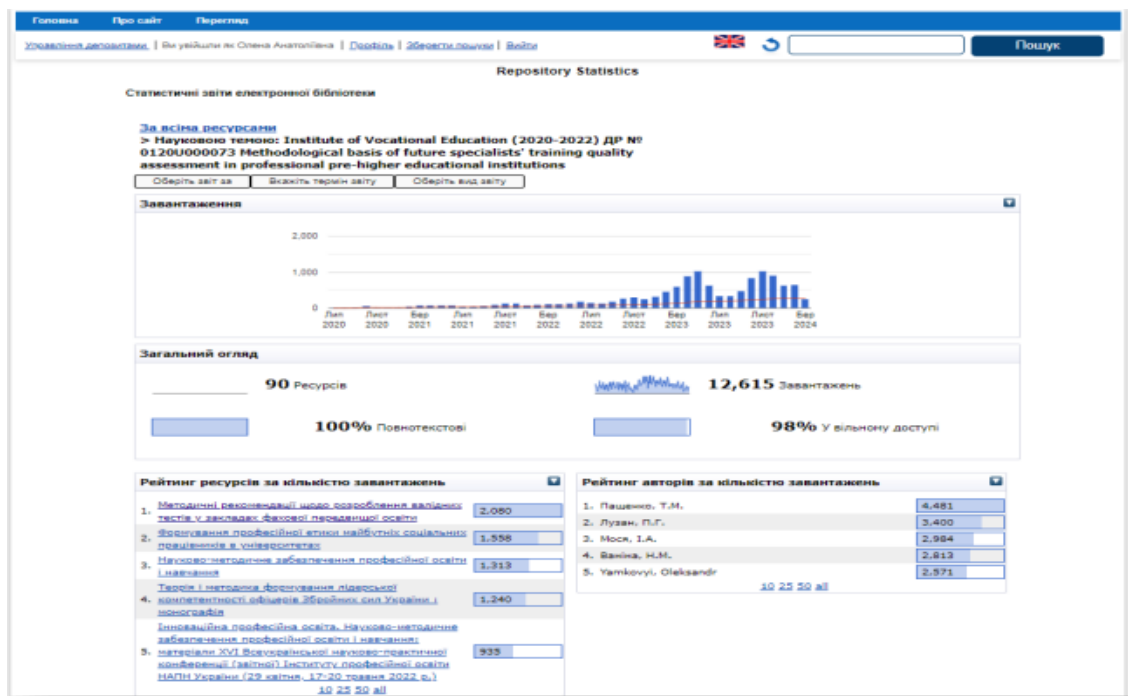 Головна Про сайт Перегляд
Управління депозитами | Ви увійшли як Олена Анатоліївна | Профіль | Зберегти пошуки | Вийти Пошук
Repository Statistics
Статистичні звіти електронної бібліотеки
За всіма ресурсами
> Науковою темою: Institute of Vocational Education (2020-2022) ДР №
0120U000073 Methodological basis of future specialists' training quality
assessment in professional pre-higher educational institutions
Оберіть звіт за Вкажіть термін звіту Оберіть вид звіту
Завантаження
2,000
1,000
0
Лип Лист Бер Лип Лист Бер Лип Лист Бер Лип Лист Бер
2020 2020 2021 2021 2021 2022 2022 2022 2023 2023 2023 2024
Загальний огляд
90 Ресурсів 12,615 Завантажень
100% Повнотекстові 98% У вільному доступі
Рейтинг ресурсів за кількістю завантажень
1. Методичні рекомендації щодо розроблення валідних
тестів у закладах фахової передвищої освіти 2,080
2. Формування професійної етики майбутніх соціальних
працівників в університетах 1,558
3. Науково-методичне забезпечення професійної освіти
і навчання 1,313
Теорія і методика формування лідерської
4. компетентності офіцерів Збройних сил України :
монографія 1,240
Інноваційна професійна освіта. Науково-методичне
забезпечення професійної освіти і навчання:
5. матеріали XVI Всеукраїнської науково-практичної
конференції (звітної) Інституту професійної освіти
НАПН України (29 квітня, 17-20 травня 2022 р.) 935
10 25 50 all
Рейтинг авторів за кількістю завантажень
1. Пащенко, Т.М. 4,481
2. Лузан, П.Г. 3,400
3. Мося, І.А. 2,984
4. Ваніна, Н.М. 2,813
5. Yamkovyi, Oleksandr 2,571
10 25 50 all